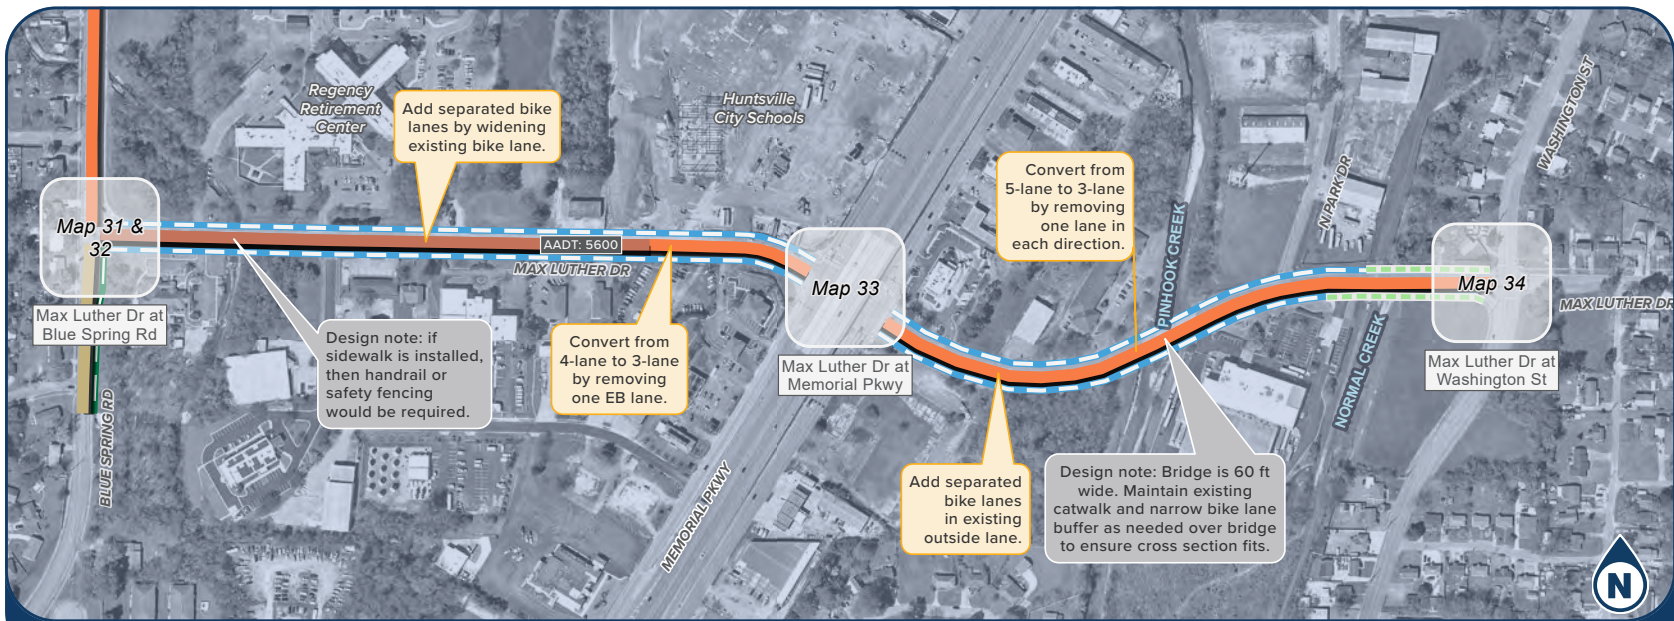 Regency
Retirement
Center
Add separated bike
lanes by widening
existing bike lane.
Huntsville
City Schools
Convert from
5-lane to 3-lane
by removing
one lane in
each direction.
PINHOOK CREEK
N PARK DR
WASHINGTON ST
Map 31 &
32
Max Luther Dr at
Blue Spring Rd
AADT: 5600
MAX LUTHER DR
Map 33
Max Luther Dr at
Memorial Pkwy
Map 34
MAX LUTHER DR
Max Luther Dr at
Washington St
NORMAL CREEK
Design note: if
sidewalk is installed,
then handrail or
safety fencing
would be required.
Convert from
4-lane to 3-lane
by removing
one EB lane.
BLUE SPRING RD
MEMORIAL PKWY
Add separated
bike lanes
in existing
outside lane.
Design note: Bridge is 60 ft
wide. Maintain existing
catwalk and narrow bike lane
buffer as needed over bridge
to ensure cross section fits.
N